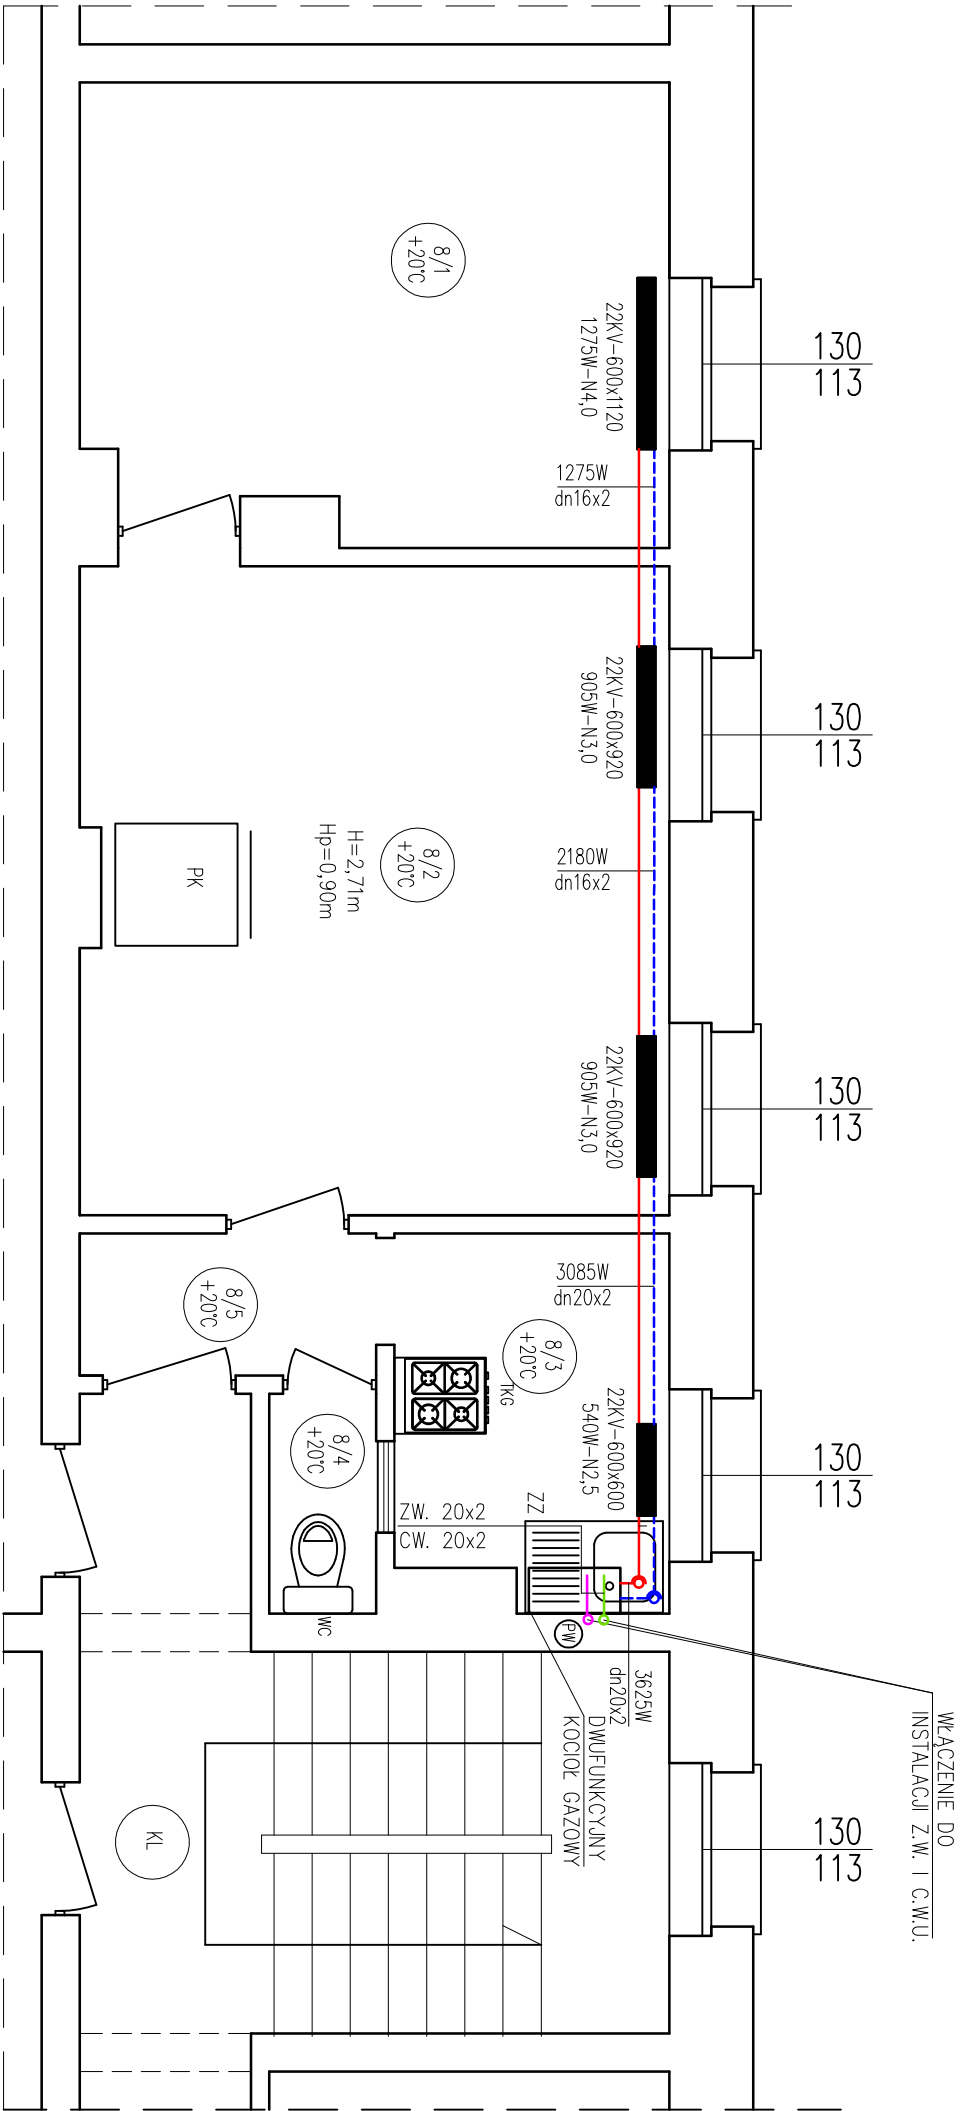 8/1
+20°C
22KV-600x1120
1275W-N4,0
130
113
1275W
dn16x2
22KV-600x920
905W-N3,0
130
113
8/2
+20°C
H=2,71m
Hp=0,90m
PK
2180W
dn16x2
22KV-600x920
905W-N3,0
130
113
8/5
+20°C
3085W
dn20x2
8/3
+20°C
TKG
22KV-600x600
540W-N2,5
130
113
8/4
+20°C
ZZ
ZW. 20x2
CW. 20x2
WC
PW
3625W
dn20x2
DWUFUNKCYJNY
KOCIOŁ GAZOWY
WŁĄCZENIE DO
INSTALACJI Z.W. I C.W.U.
KL
130
113